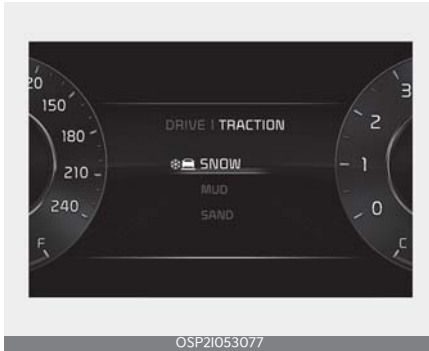 20
150
180
210
240
F
DRIVE | TRACTION
SNOW
MUD
SAND
3
2
1
0
C
OSP2I053077